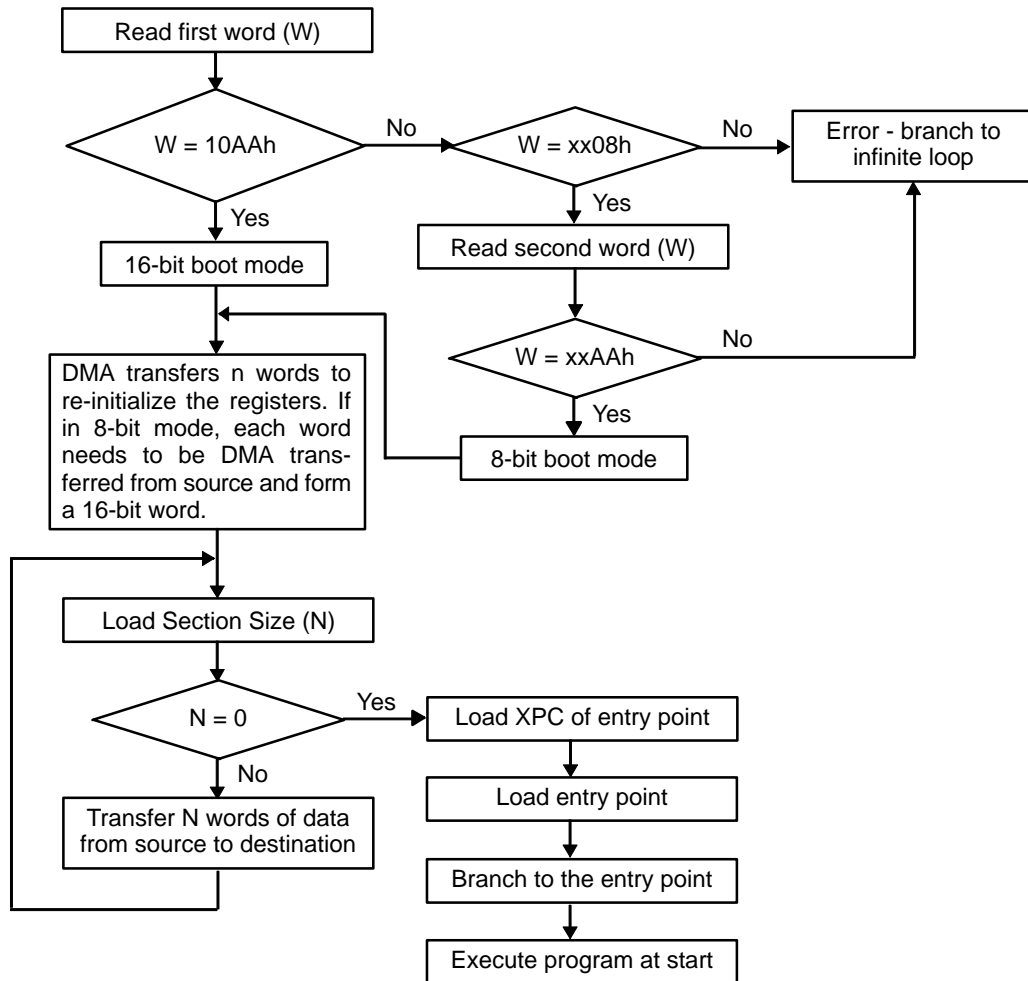 Read first word (W)
W = 10AAh
No
W = xx08h
No
Error - branch to
infinite loop
Yes
Yes
16-bit boot mode
Read second word (W)
W = xxAAh
No
DMA transfers n words to
re-initialize the registers. If
in 8-bit mode, each word
needs to be DMA trans-
ferred from source and form
a 16-bit word.
Yes
8-bit boot mode
Load Section Size (N)
N = 0
Yes
Load XPC of entry point
No
Load entry point
Transfer N words of data
from source to destination
Branch to the entry point
Execute program at start